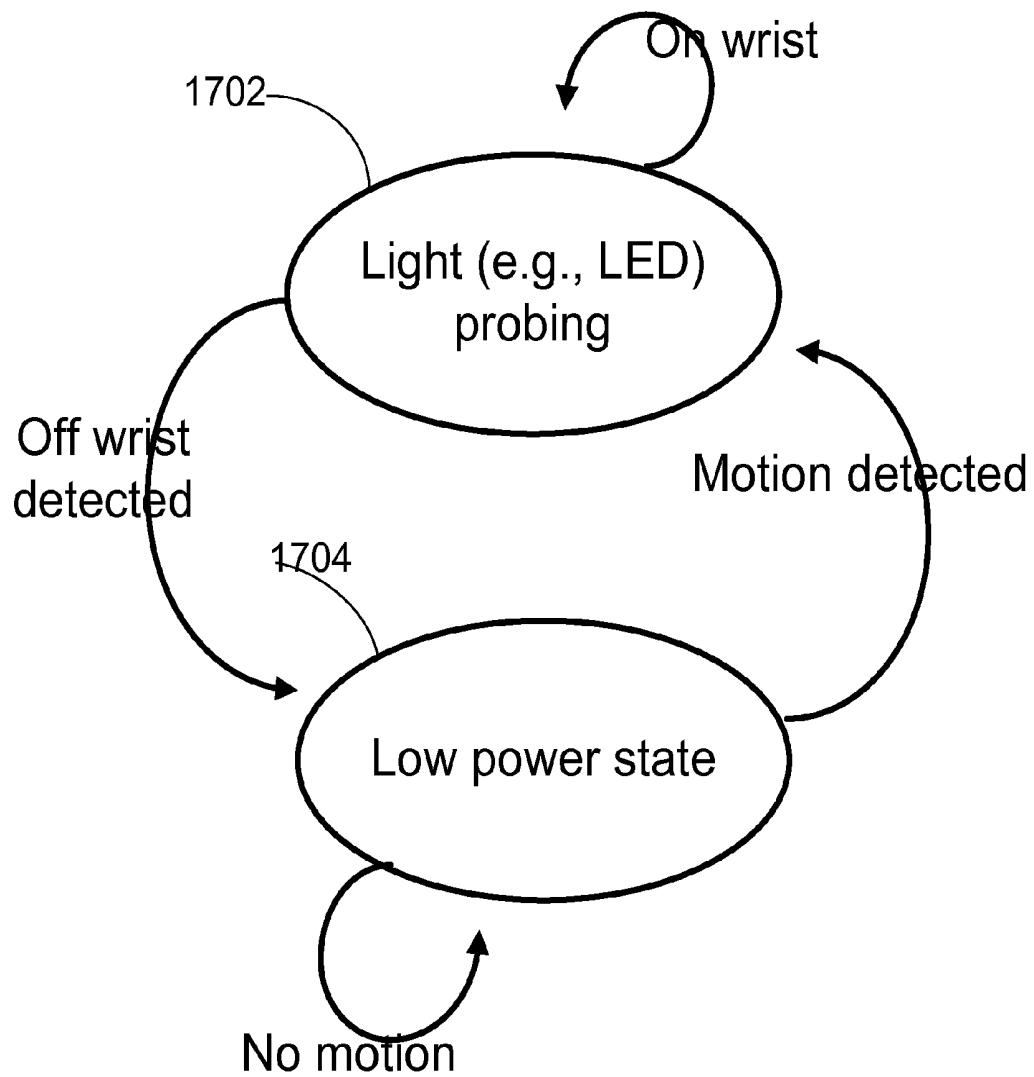 On wrist
1702
Light (e.g., LED)
probing
Off wrist
detected
Motion detected
1704
Low power state
No motion